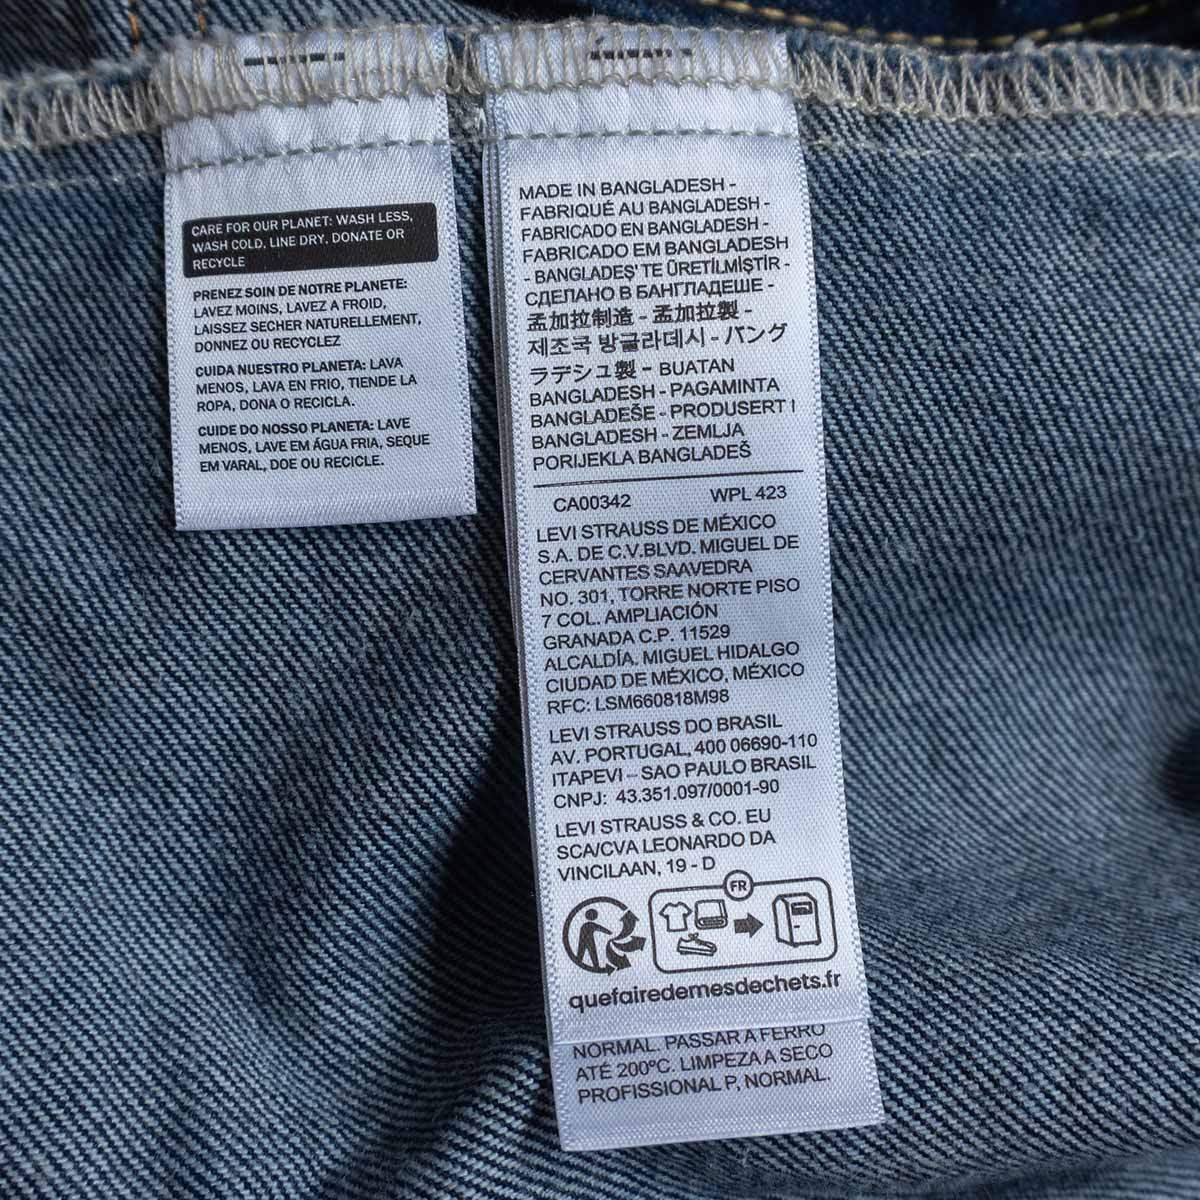 CARE FOR OUR PLANET: WASH LESS,
WASH COLD, LINE DRY, DONATE OR
RECYCLE
PRENEZ SOIN DE NOTRE PLANETE:
LAVEZ MOINS, LAVEZ A FROID,
LAISSEZ SECHER NATURELLEMENT,
DONNEZ OU RECYCLEZ
CUIDA NUESTRO PLANETA: LAVA
MENOS, LAVA EN FRIO, TIENDE LA
ROPA, DONA O RECICLA.
CUIDE DO NOSSO PLANETA: LAVE
MENOS, LAVE EM ÁGUA FRIA, SEQUE
EM VARAL, DOE OU RECICLE.
MADE IN BANGLADESH -
FABRIQUÉ AU BANGLADESH -
FABRICADO EN BANGLADESH -
FABRICADO EM BANGLADESH
- BANGLADEŞ'TE ÜRETİLMİŞTİR -
СДЕЛАНО В БАНГЛАДЕШЕ -
孟加拉制造 - 孟加拉製 -
제조국 방글라데시 - バング
ラデシュ製 - BUATAN
BANGLADESH - PAGAMINTA
BANGLADEŠE - PRODUSERT I
BANGLADESH - ZEMLJA
PORIJEKLA BANGLADEŠ
CA00342 WPL 423
LEVI STRAUSS DE MÉXICO
S.A. DE C.V.BLVD. MIGUEL DE
CERVANTES SAAVEDRA
NO. 301, TORRE NORTE PISO
7 COL. AMPLIACIÓN
GRANADA C.P. 11529
ALCALDÍA. MIGUEL HIDALGO
CIUDAD DE MÉXICO, MÉXICO
RFC: LSM660818M98
LEVI STRAUSS DO BRASIL
AV. PORTUGAL, 400 06690-110
ITAPEVI – SAO PAULO BRASIL
CNPJ: 43.351.097/0001-90
LEVI STRAUSS & CO. EU
SCA/CVA LEONARDO DA
VINCILAAN, 19 - D
FR
quefairedemesdechets.fr
NORMAL. PASSAR A FERRO
ATÉ 200ºC. LIMPEZA A SECO
PROFISSIONAL P, NORMAL.